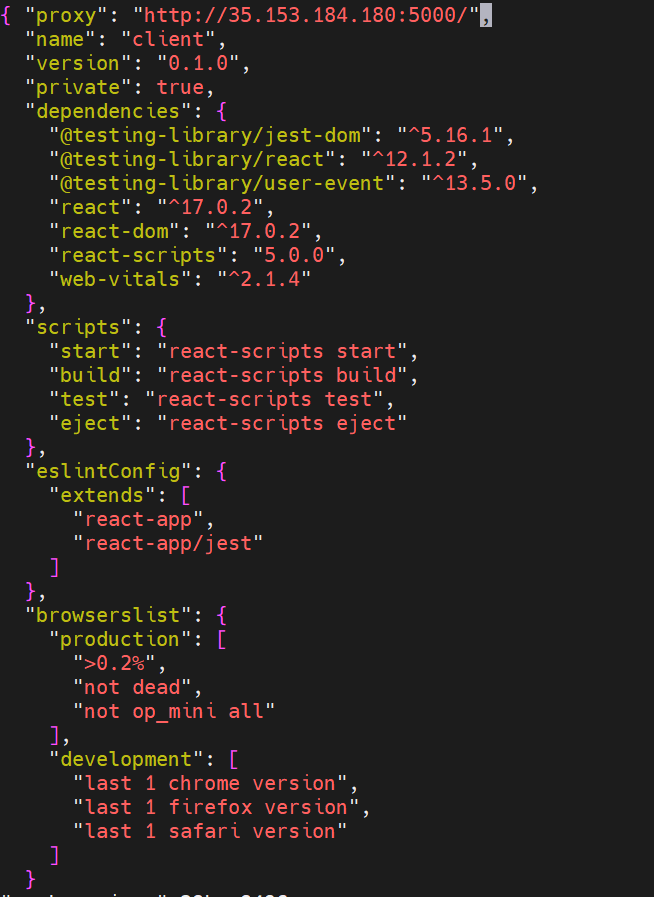 { "proxy": "http://35.153.184.180:5000/",
  "name": "client",
  "version": "0.1.0",
  "private": true,
  "dependencies": {
    "@testing-library/jest-dom": "^5.16.1",
    "@testing-library/react": "^12.1.2",
    "@testing-library/user-event": "^13.5.0",
    "react": "^17.0.2",
    "react-dom": "^17.0.2",
    "react-scripts": "5.0.0",
    "web-vitals": "^2.1.4"
  },
  "scripts": {
    "start": "react-scripts start",
    "build": "react-scripts build",
    "test": "react-scripts test",
    "eject": "react-scripts eject"
  },
  "eslintConfig": {
    "extends": [
      "react-app",
      "react-app/jest"
    ]
  },
  "browserslist": {
    "production": [
      ">0.2%",
      "not dead",
      "not op_mini all"
    ],
    "development": [
      "last 1 chrome version",
      "last 1 firefox version",
      "last 1 safari version"
    ]
  }